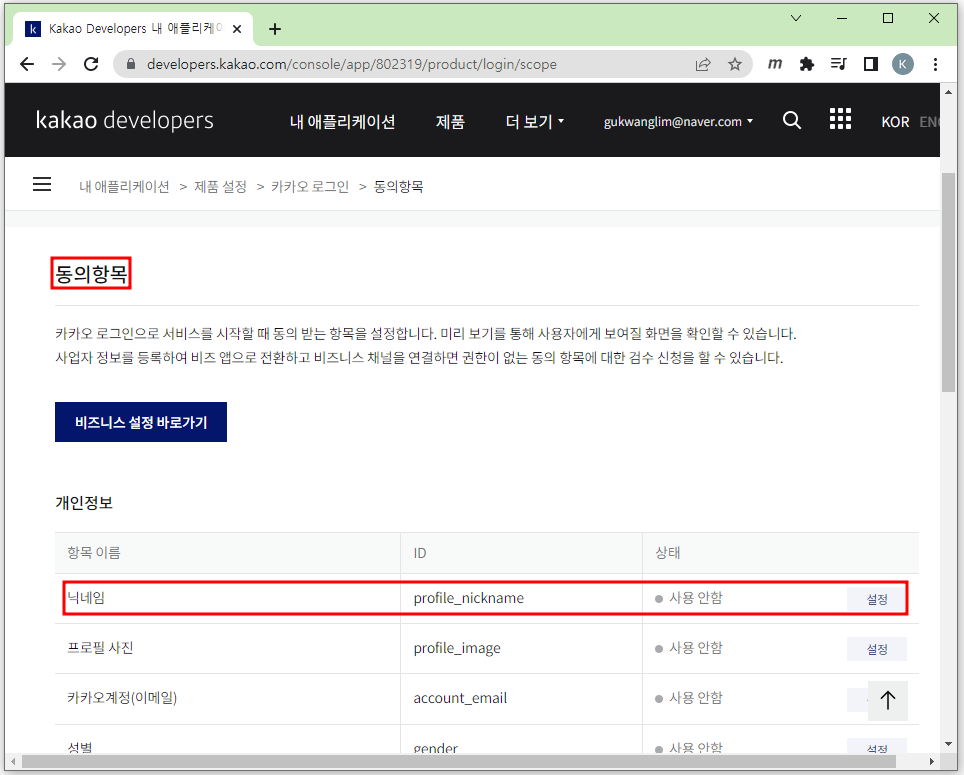 k Kakao Developers 내 애플리케이
developers.kakao.com/console/app/802319/product/login/scope
m
K
kakao developers 내 애플리케이션 제품 더 보기 gukwanglim@naver.com KOR ENG
내 애플리케이션 > 제품 설정 > 카카오 로그인 > 동의항목
동의항목
카카오 로그인으로 서비스를 시작할 때 동의 받는 항목을 설정합니다. 미리 보기를 통해 사용자에게 보여질 화면을 확인할 수 있습니다.
사업자 정보를 등록하여 비즈 앱으로 전환하고 비즈니스 채널을 연결하면 권한이 없는 동의 항목에 대한 검수 신청을 할 수 있습니다.
비즈니스 설정 바로가기
개인정보
항목 이름 ID 상태
닉네임 profile_nickname 사용 안함 설정
프로필 사진 profile_image 사용 안함 설정
카카오계정(이메일) account_email 사용 안함
성별 gender 사용 안함 설정